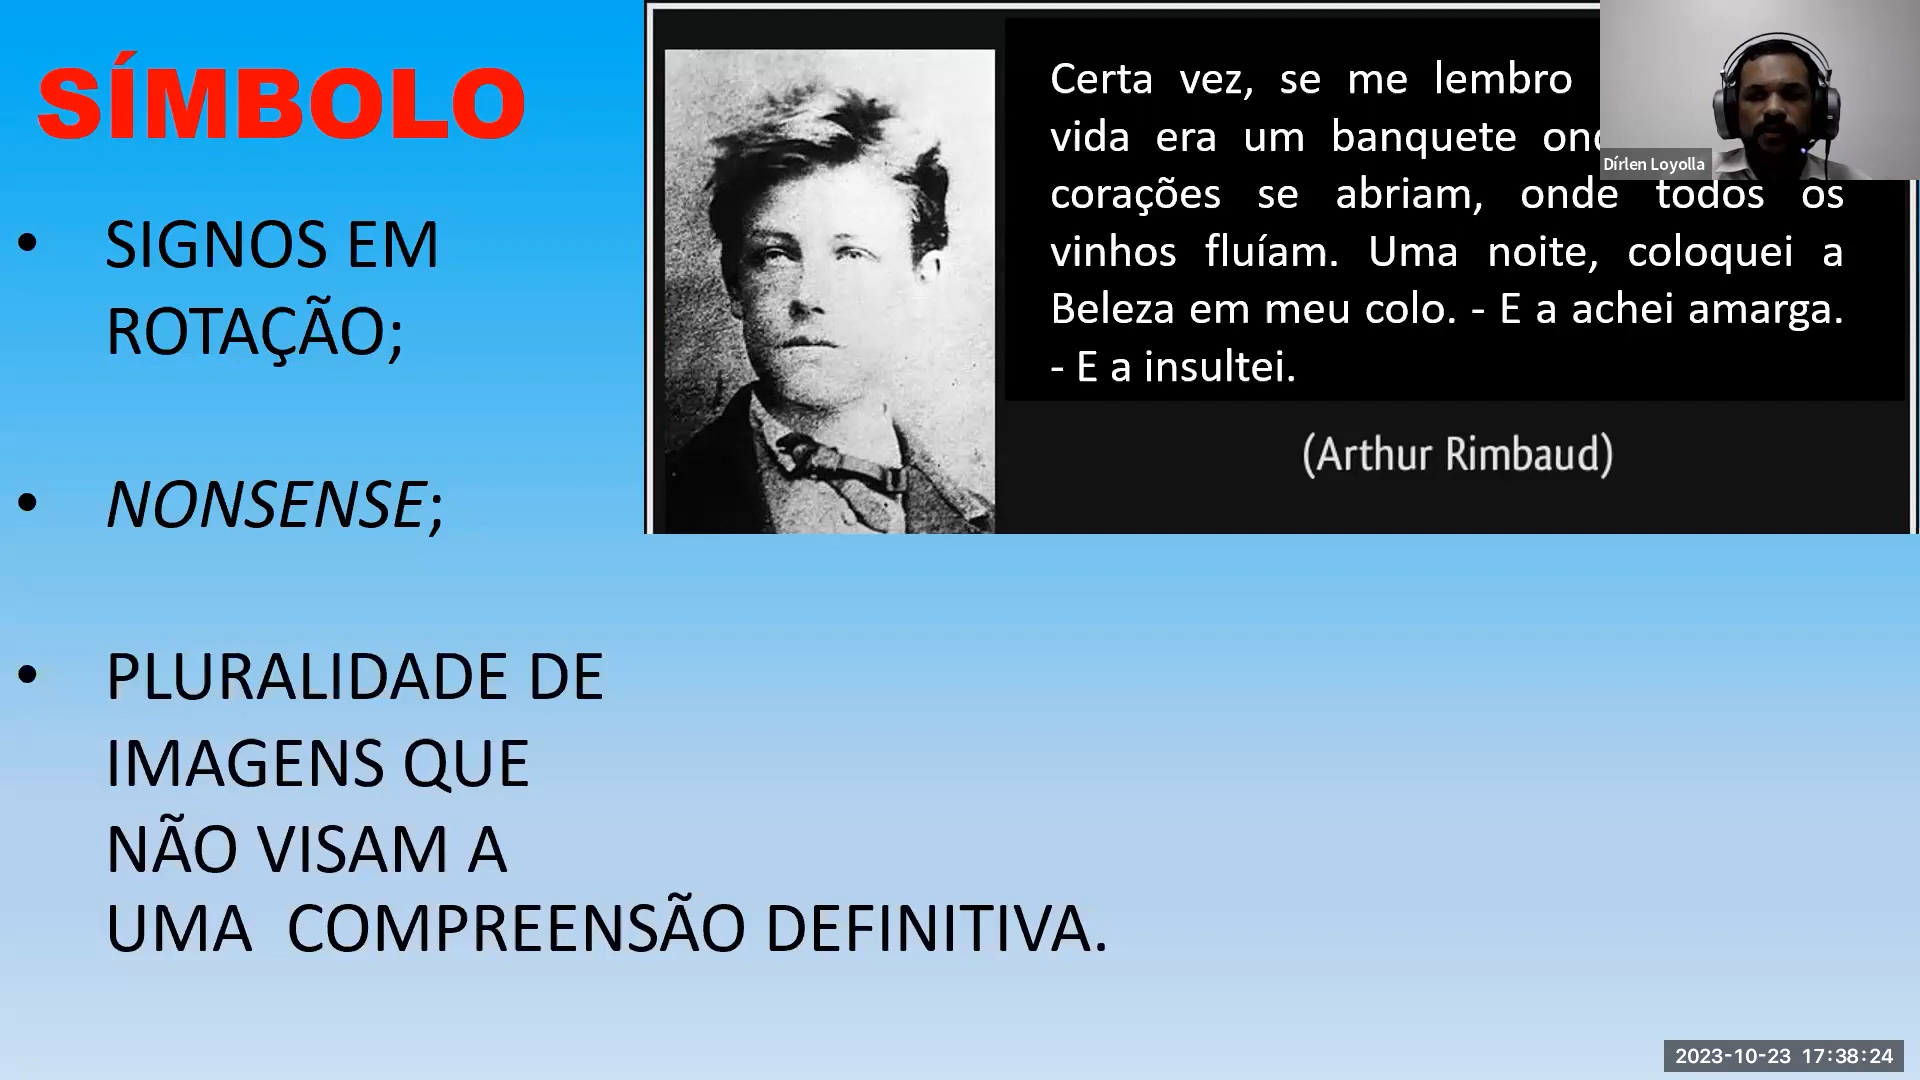 SÍMBOLO
• SIGNOS EM
ROTAÇÃO;
• NONSENSE;
• PLURALIDADE DE
IMAGENS QUE
NÃO VISAM A
UMA COMPREENSÃO DEFINITIVA.
Certa vez, se me lembro
vida era um banquete
corações se abriam, onde todos os
vinhos fluíam. Uma noite, coloquei a
Beleza em meu colo. - E a achei amarga.
- E a insultei.
(Arthur Rimbaud)
Dírlen Loyolla
2023-10-23 17:38:24